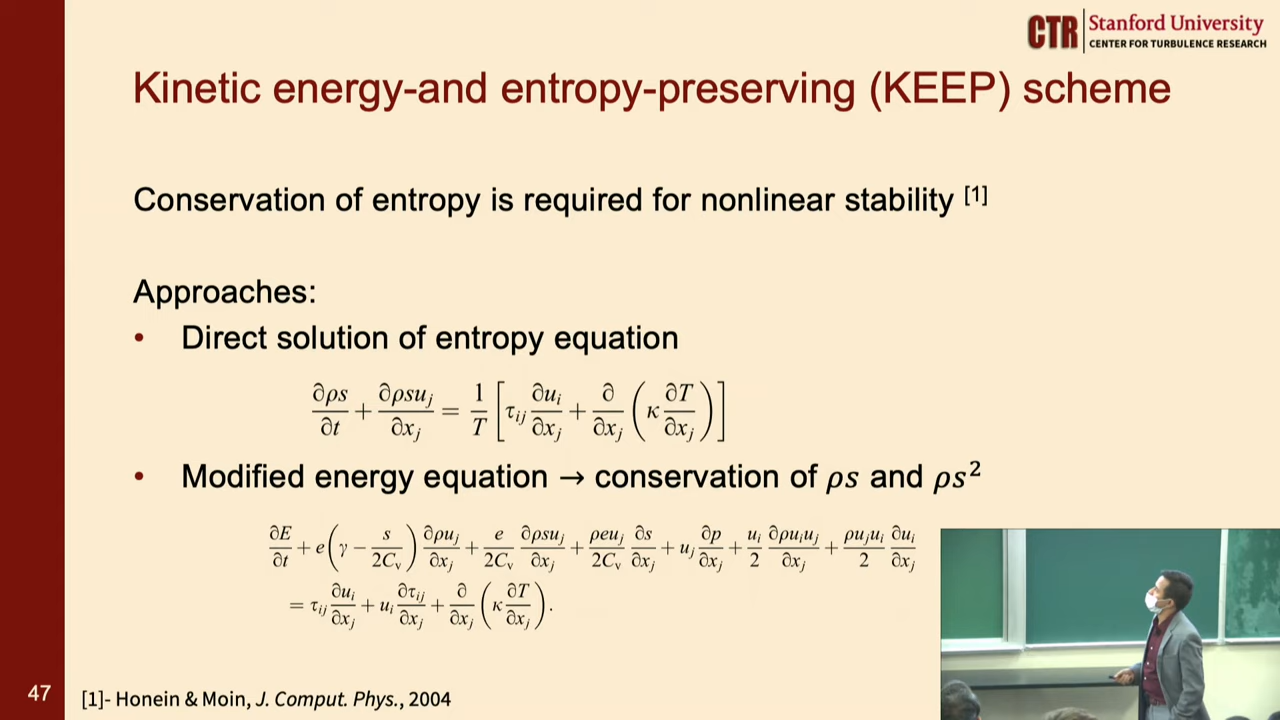 CTR Stanford University
CENTER FOR TURBULENCE RESEARCH
Kinetic energy-and entropy-preserving (KEEP) scheme
Conservation of entropy is required for nonlinear stability [1]
Approaches:
• Direct solution of entropy equation
∂ρs/∂t + ∂ρsu_j/∂x_j = 1/T [τ_ij ∂u_i/∂x_j + ∂/∂x_j (κ ∂T/∂x_j)]
• Modified energy equation → conservation of ρs and ρs²
∂E/∂t + e(γ − s/2C_v) ∂ρu_j/∂x_j + e/2C_v ∂ρsu_j/∂x_j + ρeu_j/2C_v ∂s/∂x_j + u_j ∂p/∂x_j + u_i/2 ∂ρu_iu_j/∂x_j + ρu_ju_i/2 ∂u_i/∂x_j
= τ_ij ∂u_i/∂x_j + u_i ∂τ_ij/∂x_j + ∂/∂x_j (κ ∂T/∂x_j).
47 [1]- Honein & Moin, J. Comput. Phys., 2004